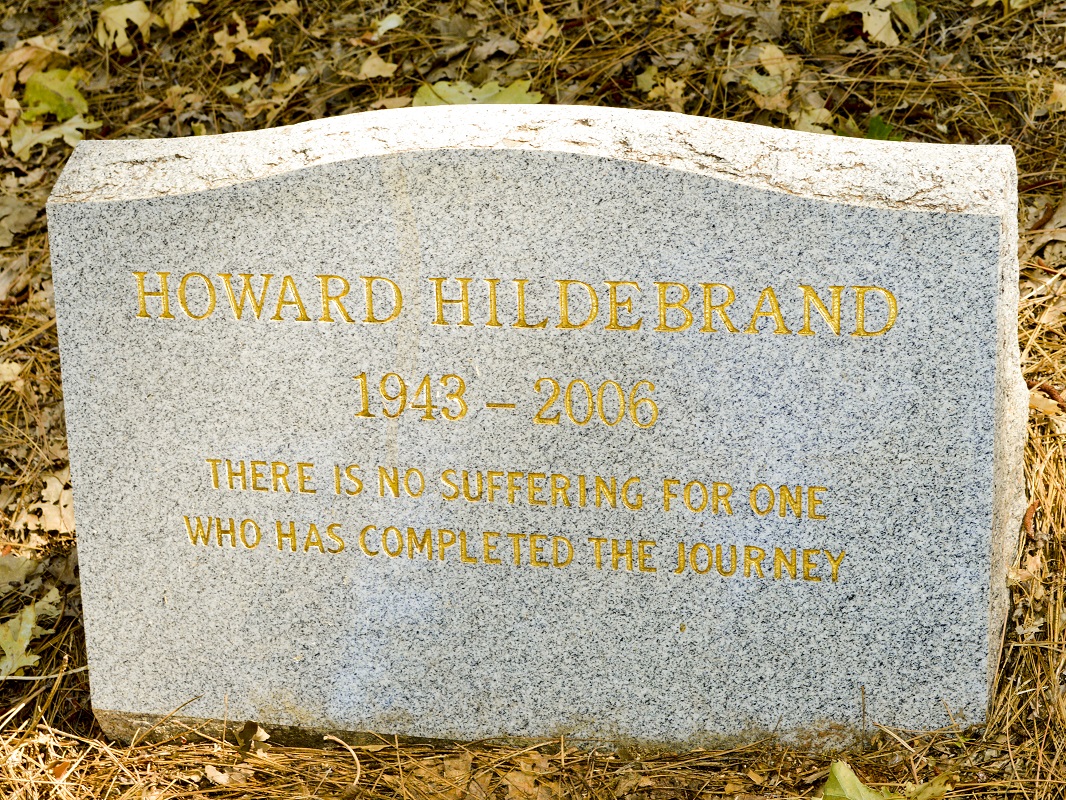 HOWARD HILDEBRAND
1943 – 2006
THERE IS NO SUFFERING FOR ONE
WHO HAS COMPLETED THE JOURNEY